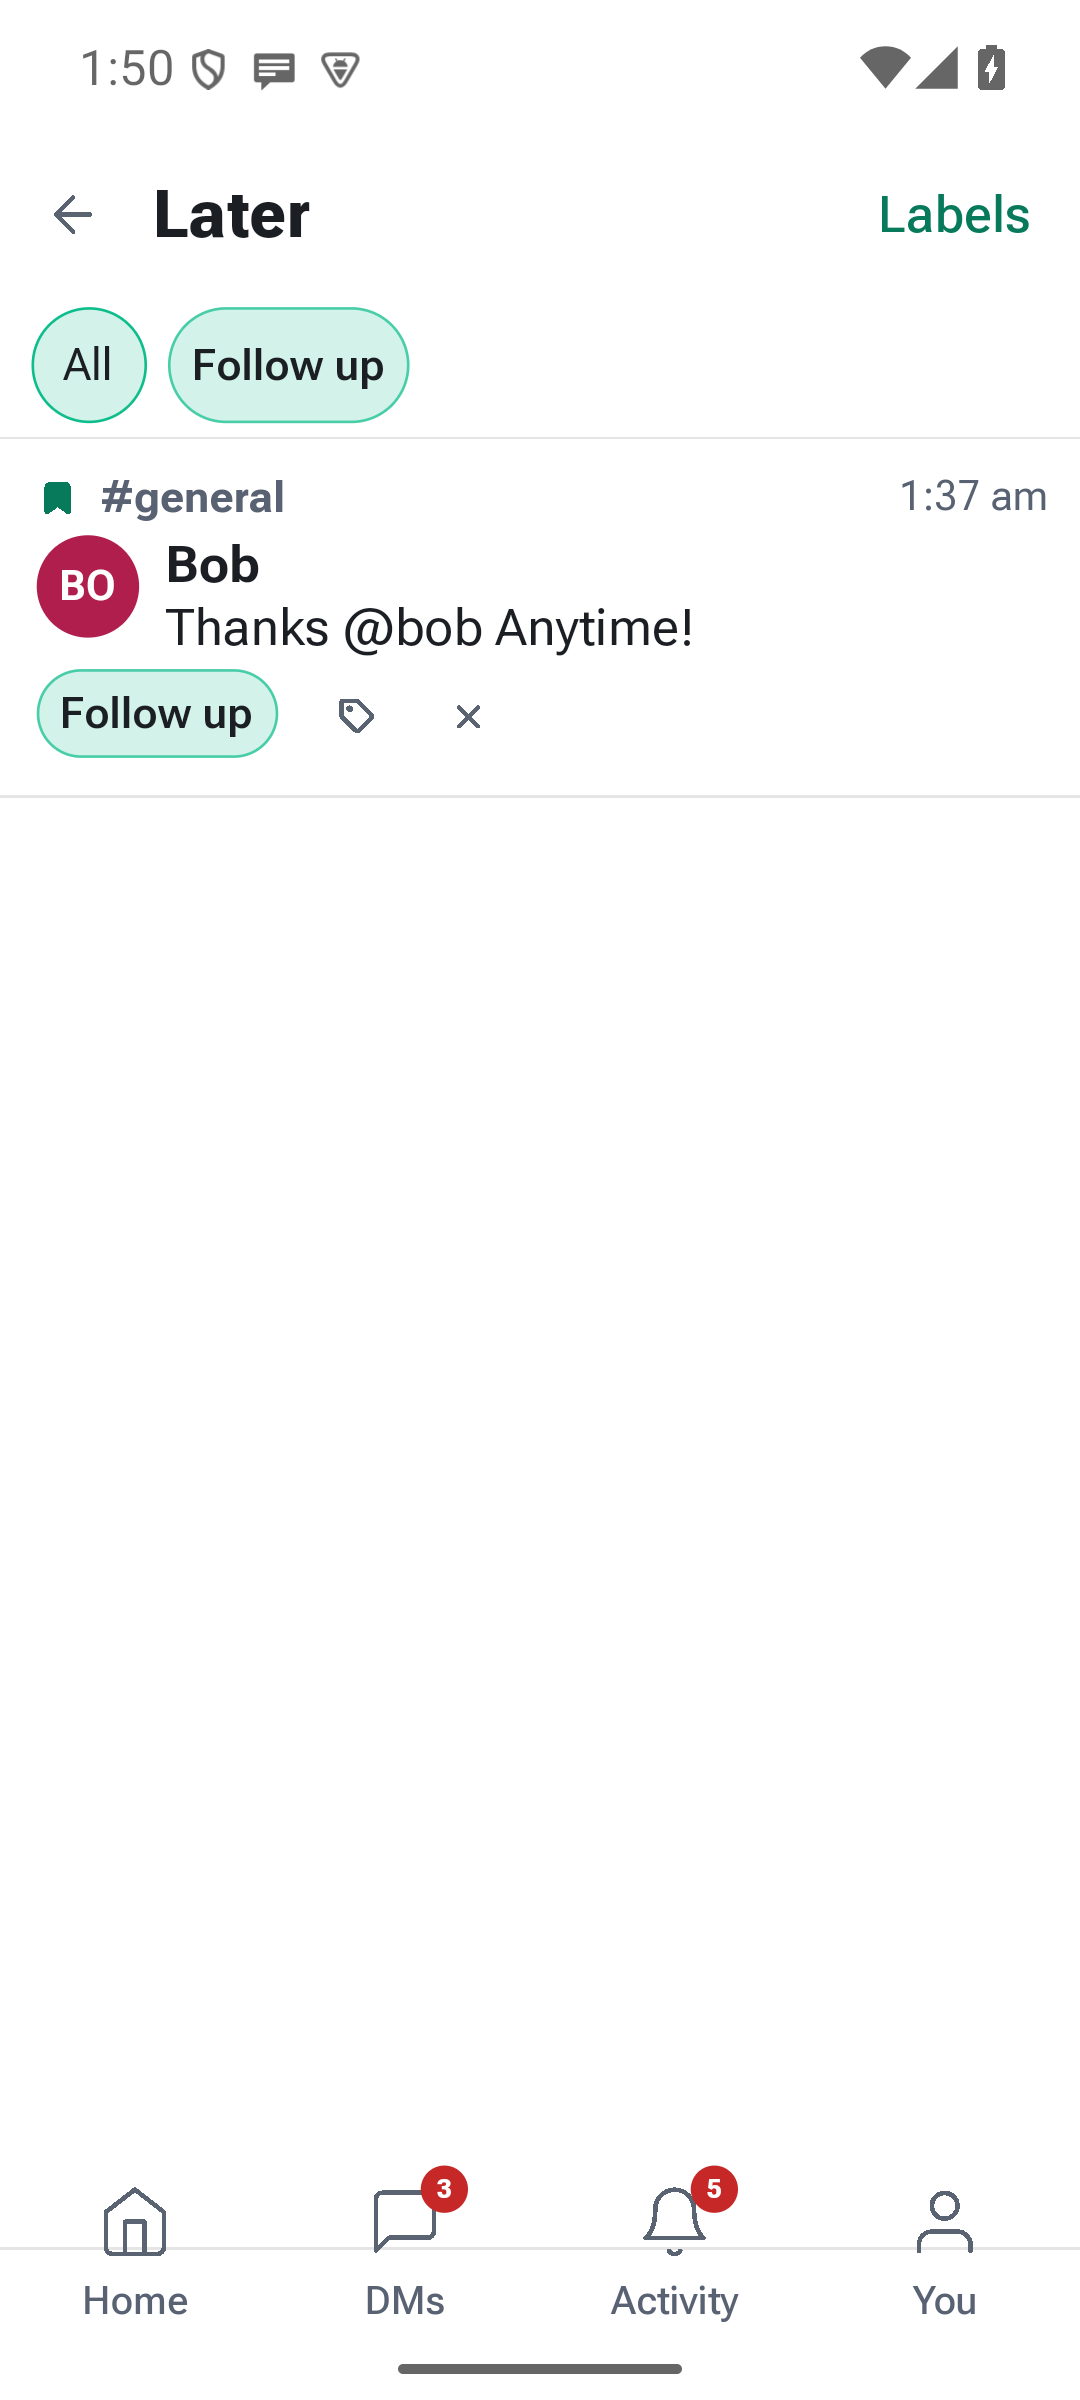 1:50
Later
Labels
All
Follow up
#general
1:37 am
BO
Bob
Thanks @bob Anytime!
Follow up
3
5
Home
DMs
Activity
You